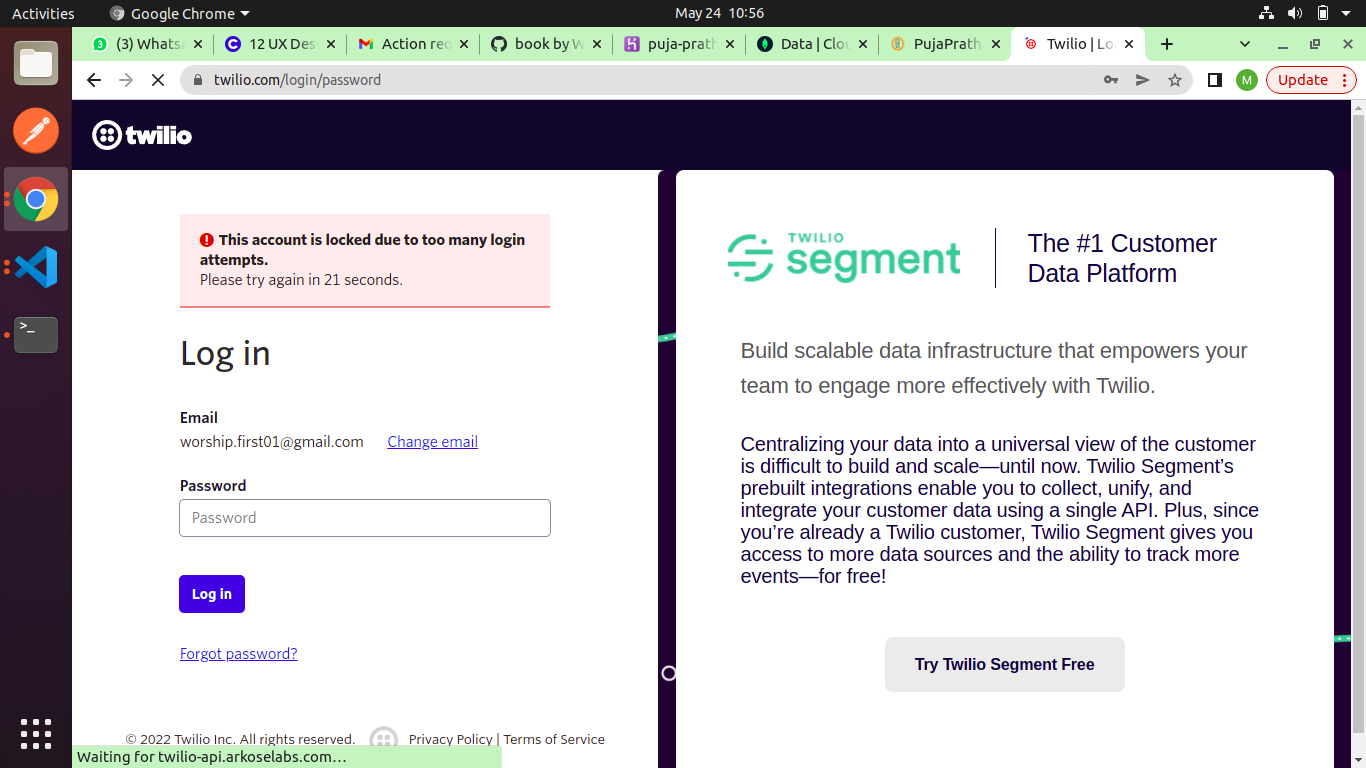 Activities
Google Chrome
May 24 10:56
(3) WhatsA
12 UX Des
Action req
book by W
puja-prath
Data | Clou
PujaPrath
Twilio | Lo
twilio.com/login/password
M
Update
twilio
This account is locked due to too many login
attempts.
Please try again in 21 seconds.
Log in
Email
worship.first01@gmail.com Change email
Password
Password
Log in
Forgot password?
© 2022 Twilio Inc. All rights reserved. Privacy Policy | Terms of Service
Waiting for twilio-api.arkoselabs.com…
TWILIO
segment
The #1 Customer
Data Platform
Build scalable data infrastructure that empowers your
team to engage more effectively with Twilio.
Centralizing your data into a universal view of the customer
is difficult to build and scale—until now. Twilio Segment’s
prebuilt integrations enable you to collect, unify, and
integrate your customer data using a single API. Plus, since
you’re already a Twilio customer, Twilio Segment gives you
access to more data sources and the ability to track more
events—for free!
Try Twilio Segment Free